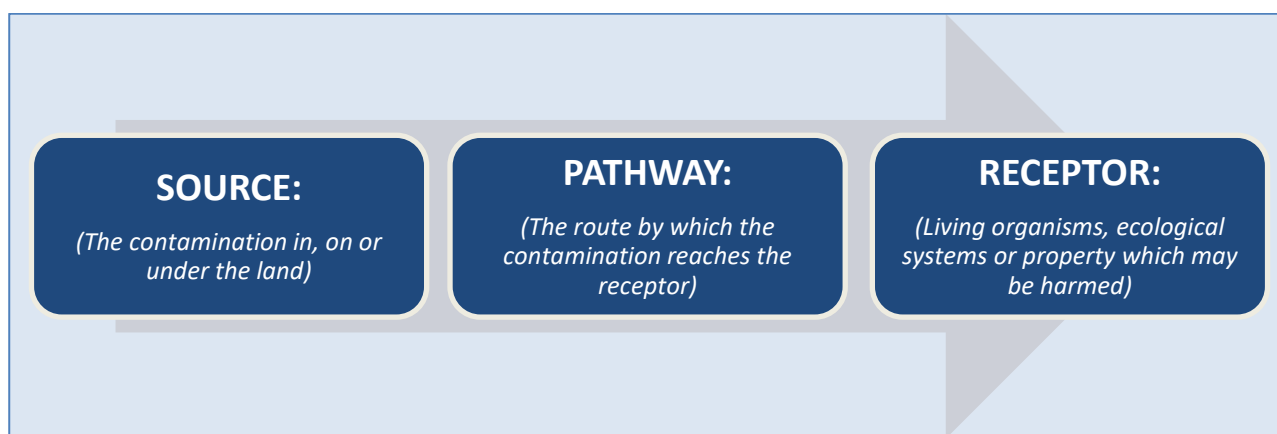 SOURCE:
(The contamination in, on or
under the land)
PATHWAY:
(The route by which the
contamination reaches the
receptor)
RECEPTOR:
(Living organisms, ecological
systems or property which may
be harmed)